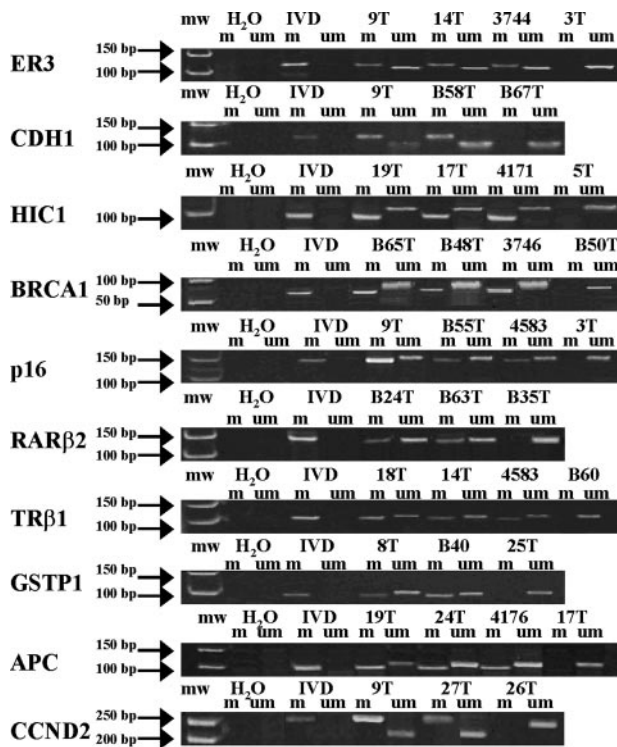 mw H₂O IVD 9T 14T 3744 3T
150 bp m um m um m um m um m um m um
ER3 100 bp
mw H₂O IVD 9T B58T B67T
150 bp m um m um m um m um m um
CDH1 100 bp
mw H₂O IVD 19T 17T 4171 5T
m um m um m um m um m um m um
HIC1 100 bp
mw H₂O IVD B65T B48T 3746 B50T
100 bp m um m um m um m um m um m um
BRCA1 50 bp
mw H₂O IVD 9T B55T 4583 3T
150 bp m um m um m um m um m um m um
p16 100 bp
mw H₂O IVD B24T B63T B35T
150 bp m um m um m um m um m um
RARβ2 100 bp
mw H₂O IVD 18T 14T 4583 B60
150 bp m um m um m um m um m um m um
TRβ1 100 bp
mw H₂O IVD 8T B40 25T
150 bp m um m um m um m um m um
GSTP1 100 bp
mw H₂O IVD 19T 24T 4176 17T
150 bp m um m um m um m um m um m um
APC 100 bp
mw H₂O IVD 9T 27T 26T
250 bp m um m um m um m um m um
CCND2 200 bp